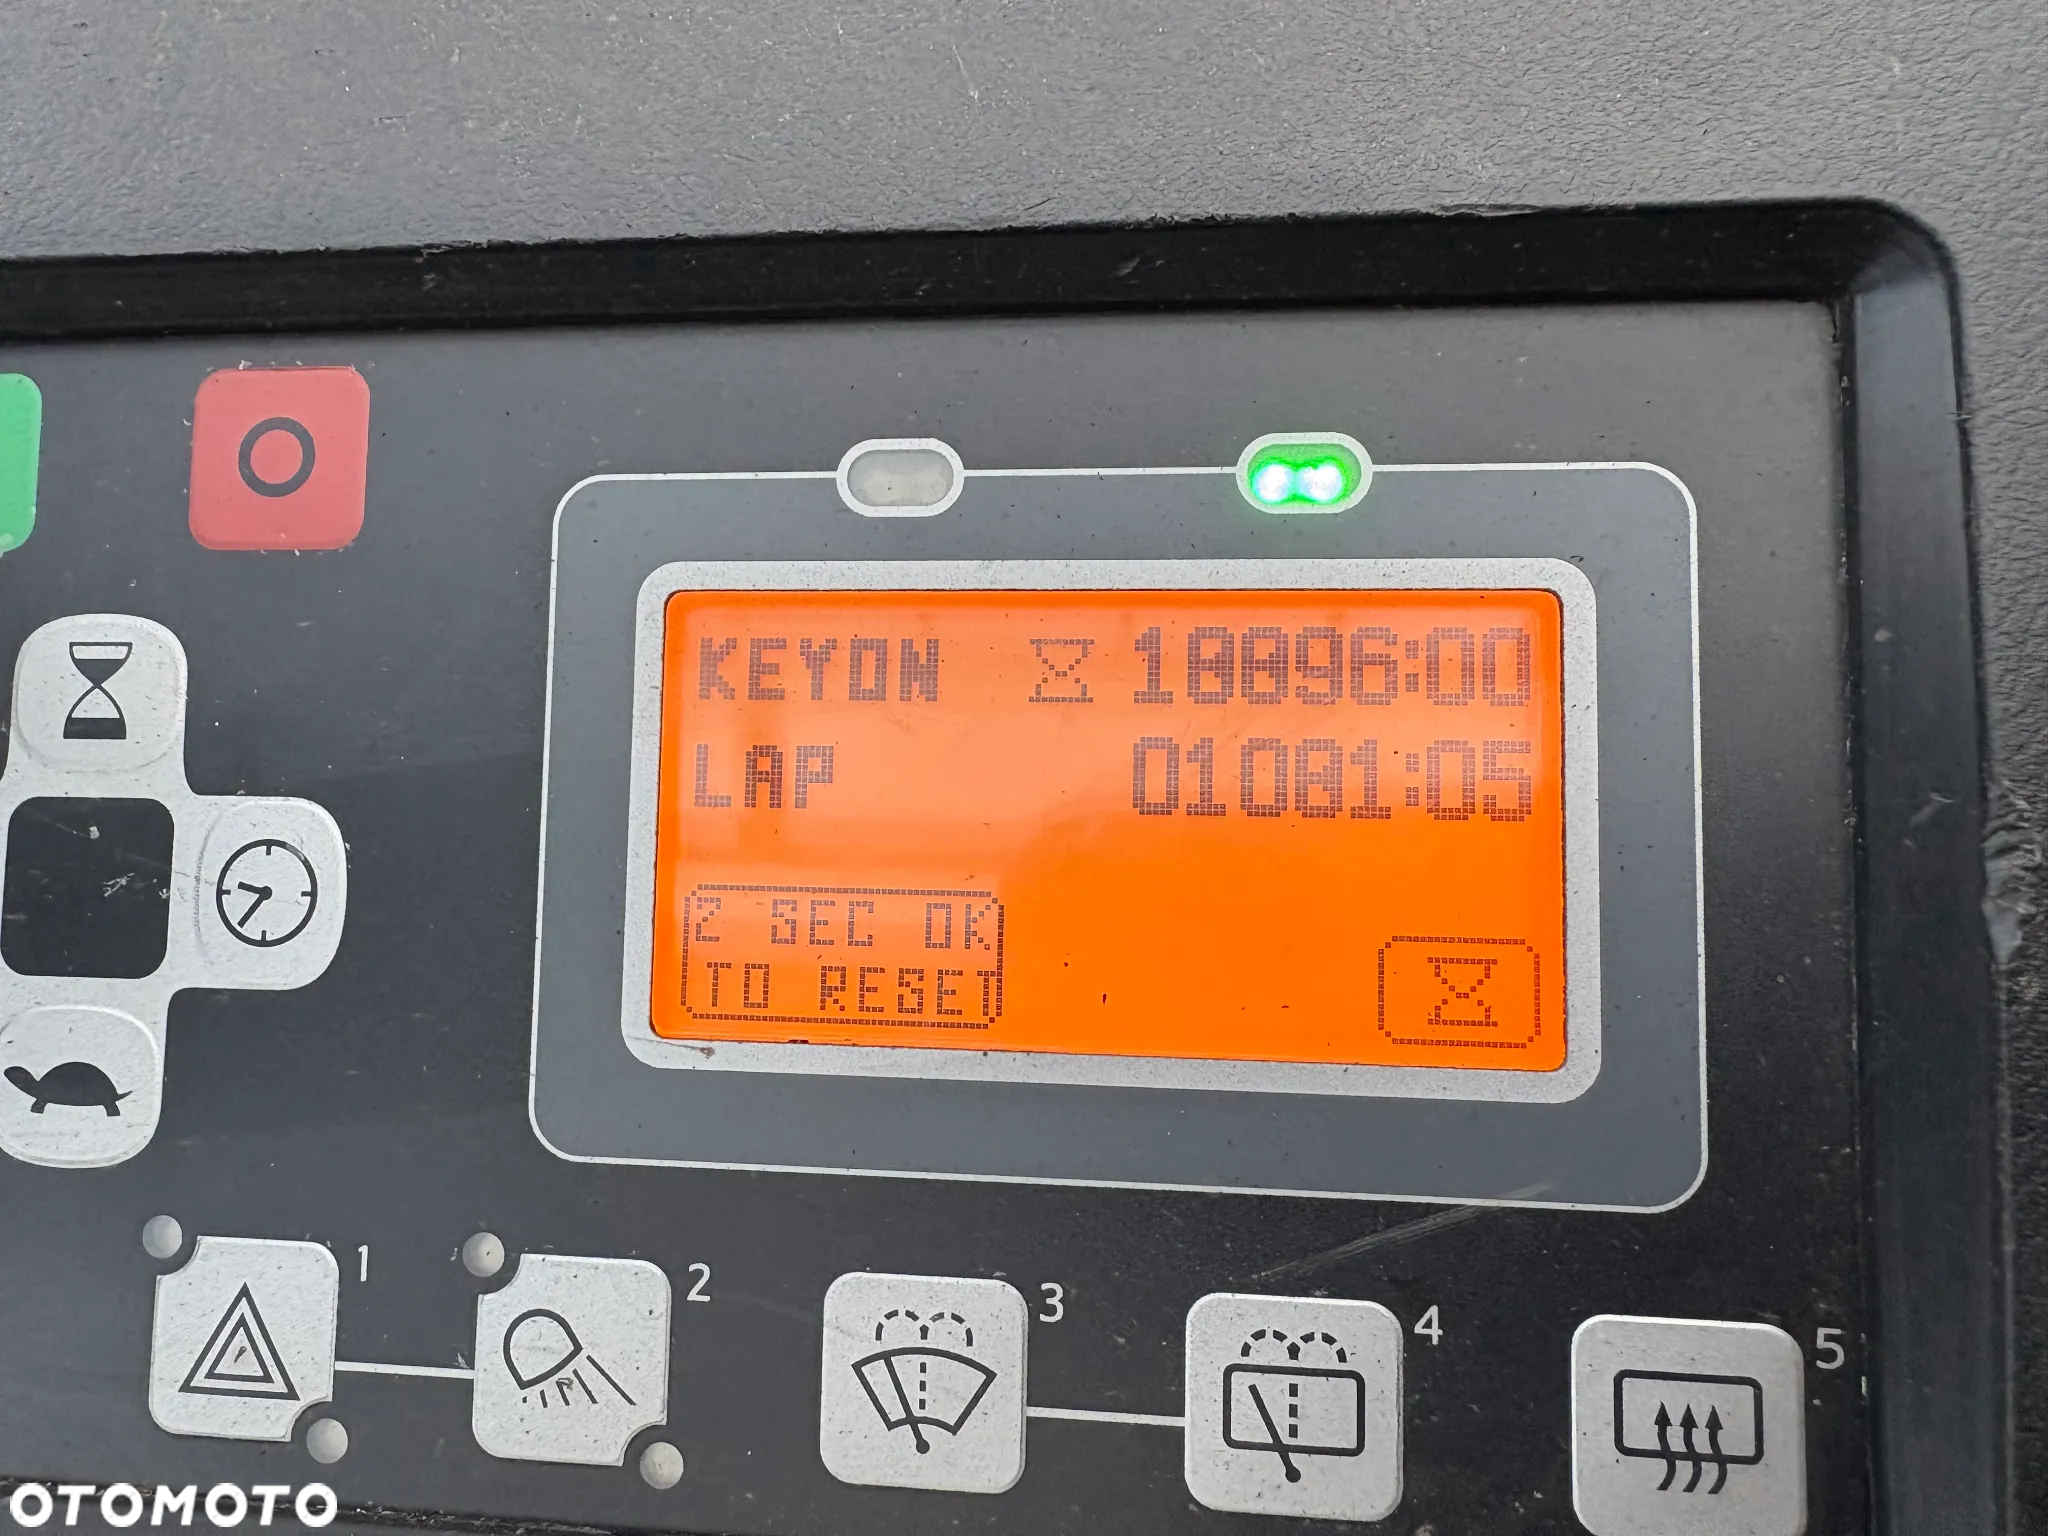 KEYON 10096:00
LAP 01001:05
2 SEC OK
TO RESET
1
2
3
4
5
OTOMOTO